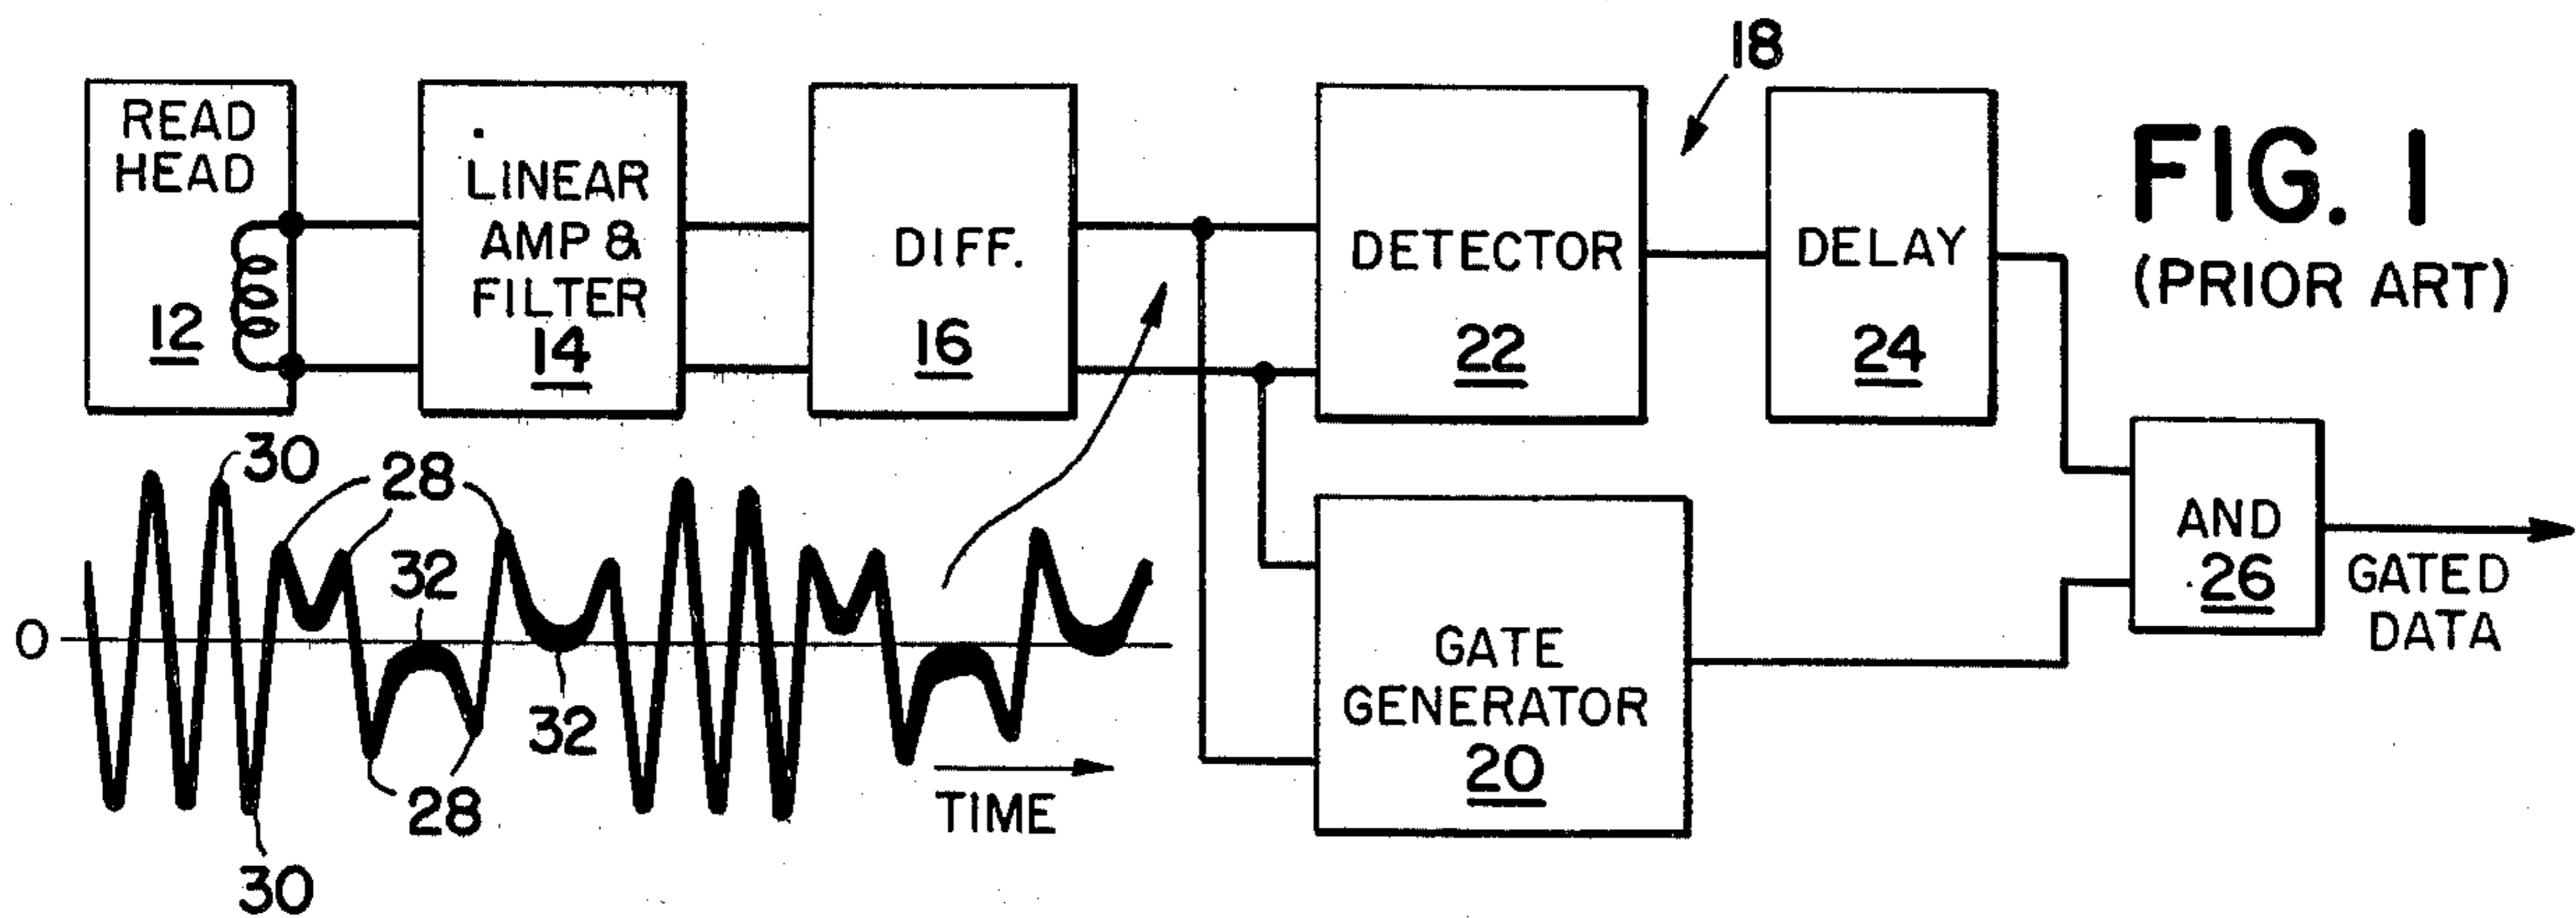 18
READ
HEAD
12
LINEAR
AMP &
FILTER
14
DIFF.
16
DETECTOR
22
DELAY
24
FIG. 1
(PRIOR ART)
30
28
32
0
32
28
30
TIME
GATE
GENERATOR
20
AND
26
GATED
DATA